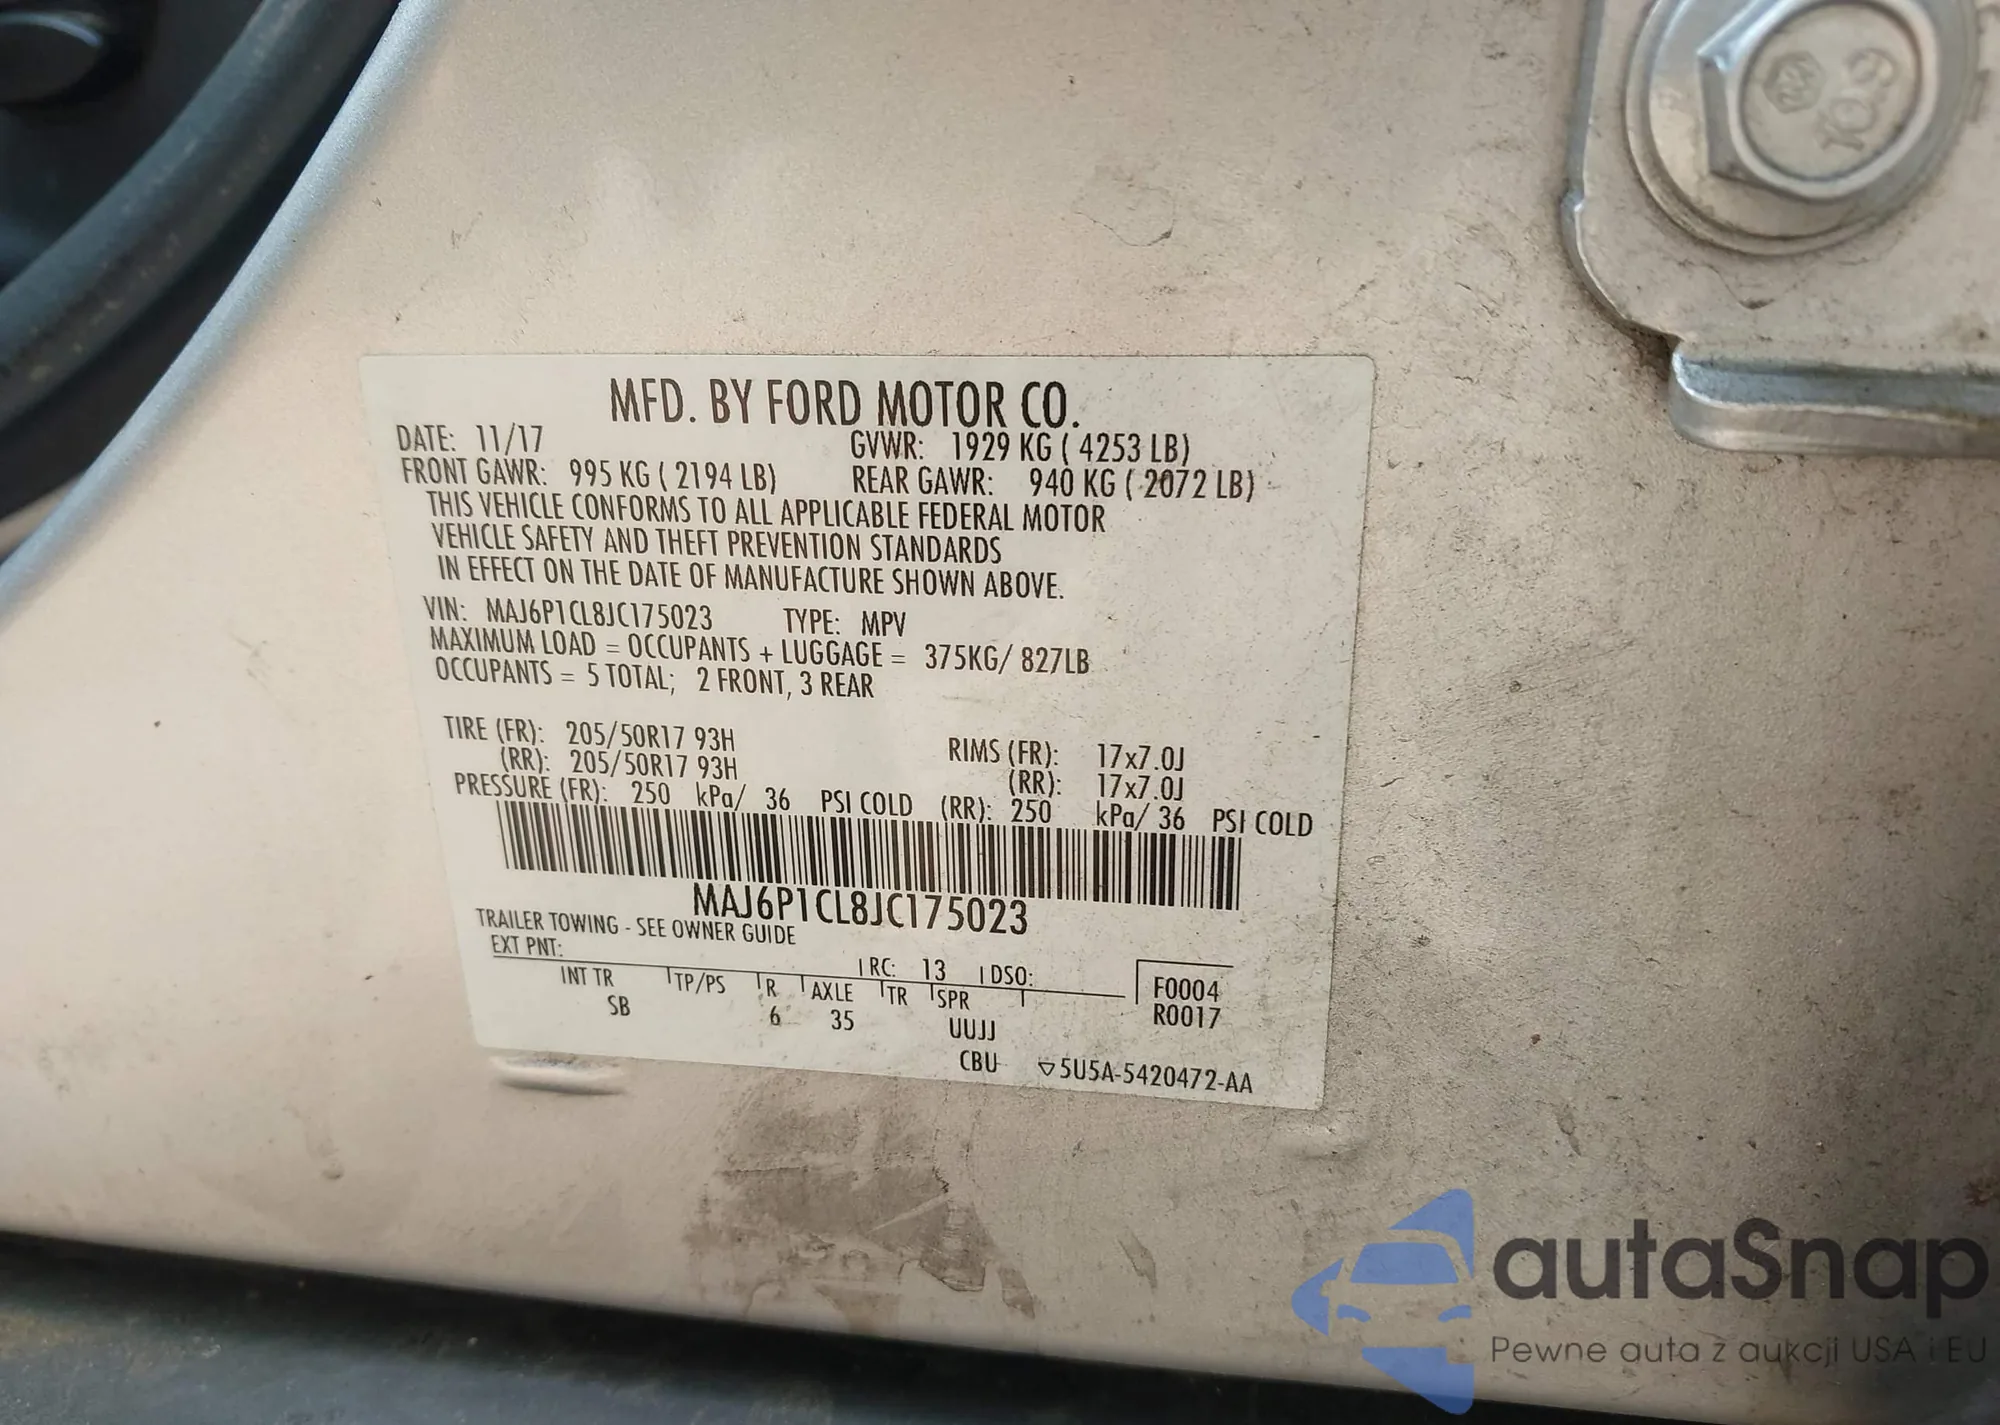 10.9
MFD. BY FORD MOTOR CO.
DATE: 11/17 GVWR: 1929 KG ( 4253 LB)
FRONT GAWR: 995 KG ( 2194 LB) REAR GAWR: 940 KG ( 2072 LB)
THIS VEHICLE CONFORMS TO ALL APPLICABLE FEDERAL MOTOR
VEHICLE SAFETY AND THEFT PREVENTION STANDARDS
IN EFFECT ON THE DATE OF MANUFACTURE SHOWN ABOVE.
VIN: MAJ6P1CL8JC175023 TYPE: MPV
MAXIMUM LOAD = OCCUPANTS + LUGGAGE = 375KG/ 827LB
OCCUPANTS = 5 TOTAL; 2 FRONT, 3 REAR
TIRE (FR): 205/50R17 93H RIMS (FR): 17x7.0J
(RR): 205/50R17 93H (RR): 17x7.0J
PRESSURE (FR): 250 kPa/ 36 PSI COLD (RR): 250 kPa/ 36 PSI COLD
MAJ6P1CL8JC175023
TRAILER TOWING - SEE OWNER GUIDE
EXT PNT: RC: 13 DSO:
INT TR TP/PS R AXLE TR SPR F0004
SB 6 35 UUJJ R0017
CBU 5U5A-5420472-AA
autaSnap
Pewne auta z aukcji USA i EU